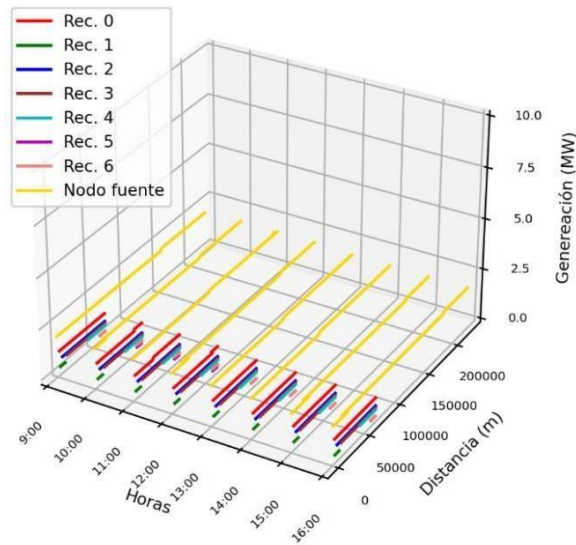 Rec. 0
Rec. 1
Rec. 2
Rec. 3
Rec. 4
Rec. 5
Rec. 6
Nodo fuente
10.0
7.5
5.0
2.5
0.0
Genereación (MW)
200000
150000
100000
50000
0
Distancia (m)
9:00
10:00
11:00
12:00
13:00
14:00
15:00
16:00
Horas